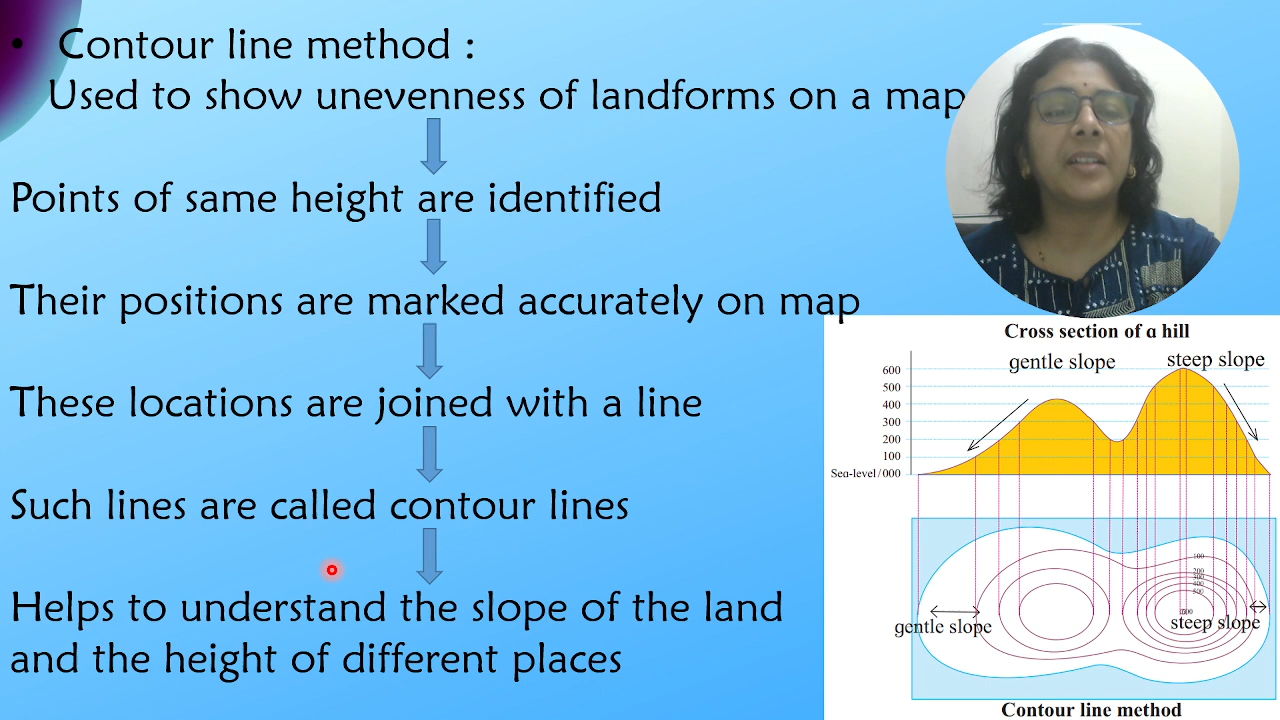 • Contour line method :
Used to show unevenness of landforms on a map
Points of same height are identified
Their positions are marked accurately on map
These locations are joined with a line
Such lines are called contour lines
Helps to understand the slope of the land
and the height of different places
Cross section of a hill
gentle slope steep slope
600
500
400
300
200
100
Sea-level/000
100
200
300
400
500
600
gentle slope steep slope
Contour line method